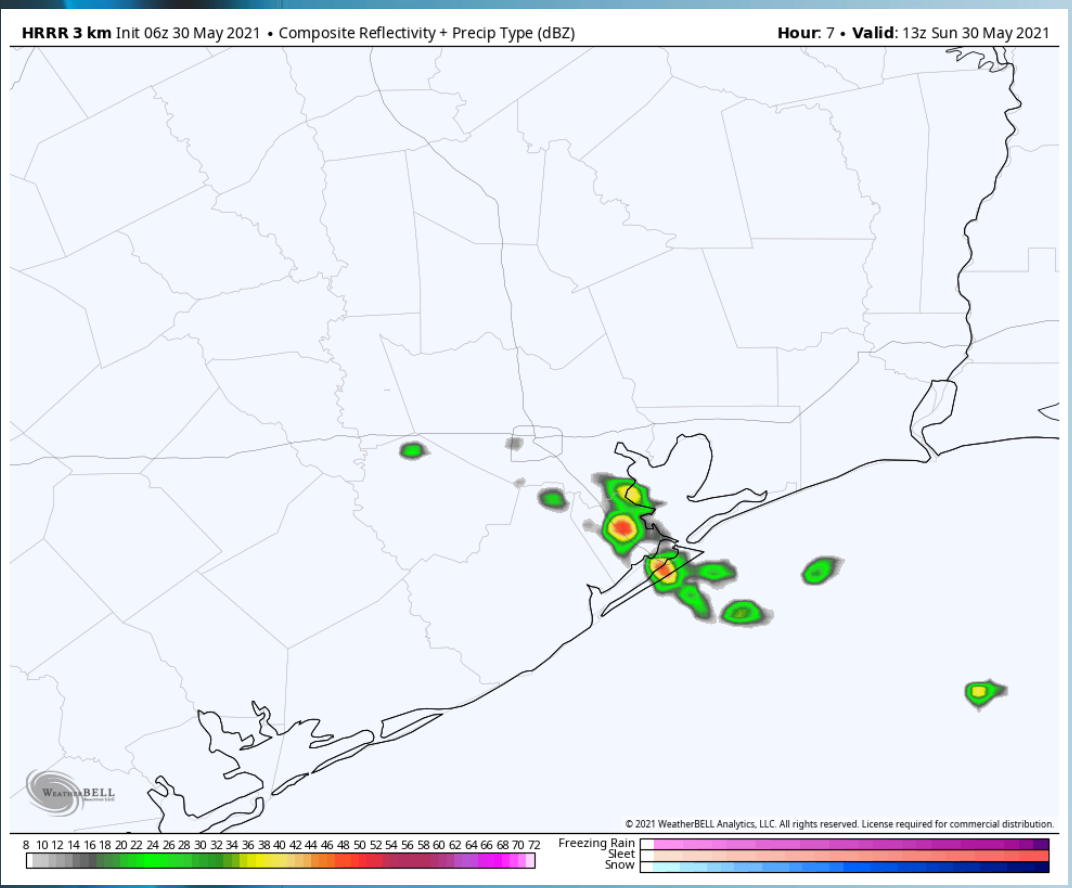 HRRR 3 km Init 06z 30 May 2021 • Composite Reflectivity + Precip Type (dBZ)
Hour: 7 • Valid: 13z Sun 30 May 2021
WeatherBELL
© 2021 WeatherBELL Analytics, LLC. All rights reserved. License required for commercial distribution.
8 10 12 14 16 18 20 22 24 26 28 30 32 34 36 38 40 42 44 46 48 50 52 54 56 58 60 62 64 66 68 70 72
Freezing Rain
Sleet
Snow